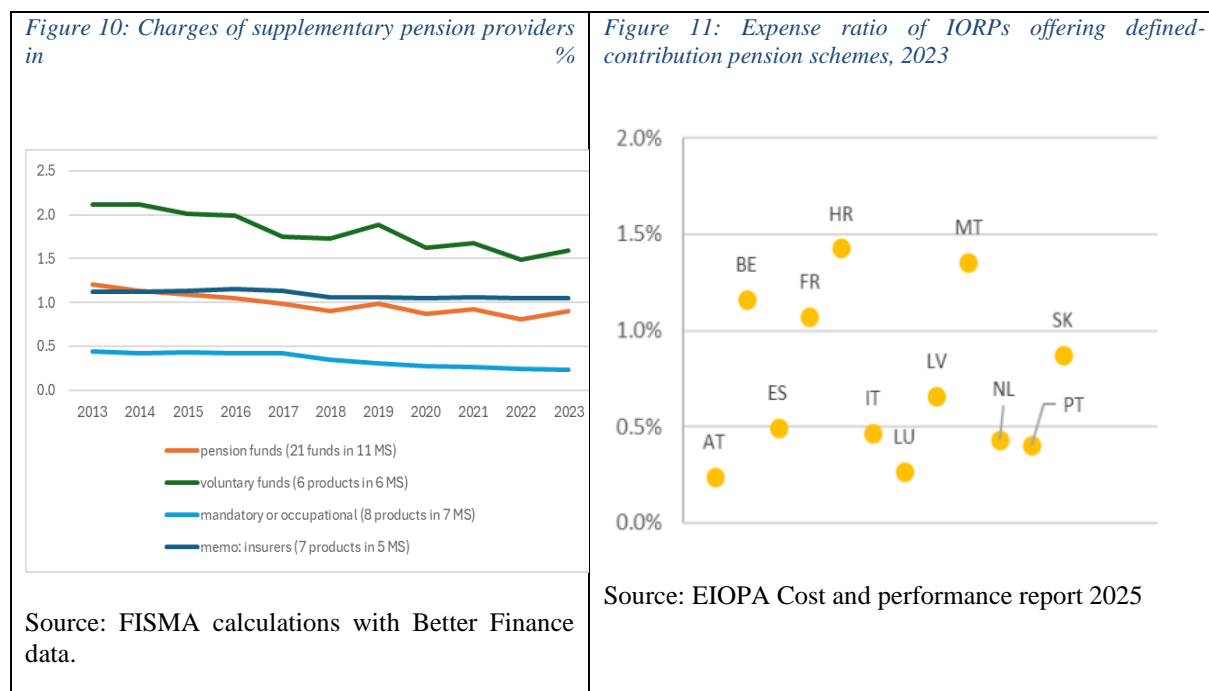 Figure 10: Charges of supplementary pension providers
in %
2.5
2.0
1.5
1.0
0.5
0.0
2013 2014 2015 2016 2017 2018 2019 2020 2021 2022 2023
pension funds (21 funds in 11 MS)
voluntary funds (6 products in 6 MS)
mandatory or occupational (8 products in 7 MS)
memo: insurers (7 products in 5 MS)
Source: FISMA calculations with Better Finance
data.
Figure 11: Expense ratio of IORPs offering defined-
contribution pension schemes, 2023
2.0%
1.5%
1.0%
0.5%
0.0%
HR
MT
BE
FR
SK
LV
ES
IT
NL
PT
AT
LU
Source: EIOPA Cost and performance report 2025